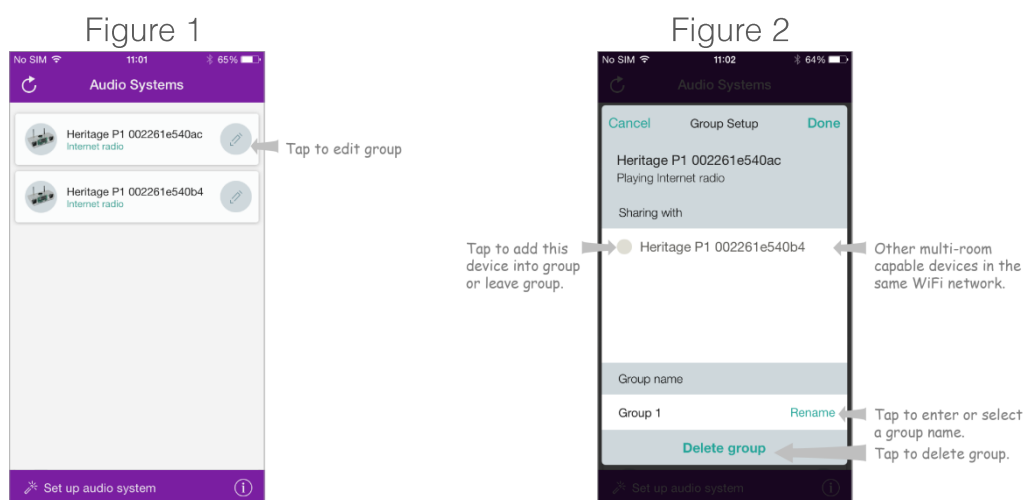 Figure 1
No SIM 11:01 65%
Audio Systems
Heritage P1 002261e540ac
Internet radio
Tap to edit group
Heritage P1 002261e540b4
Internet radio
Set up audio system
Figure 2
No SIM 11:02 64%
Audio Systems
Cancel Group Setup Done
Heritage P1 002261e540ac
Playing Internet radio
Sharing with
Heritage P1 002261e540b4
Tap to add this
device into group
or leave group.
Other multi-room
capable devices in the
same WiFi network.
Group name
Group 1 Rename
Tap to enter or select
a group name.
Delete group
Tap to delete group.
Set up audio system